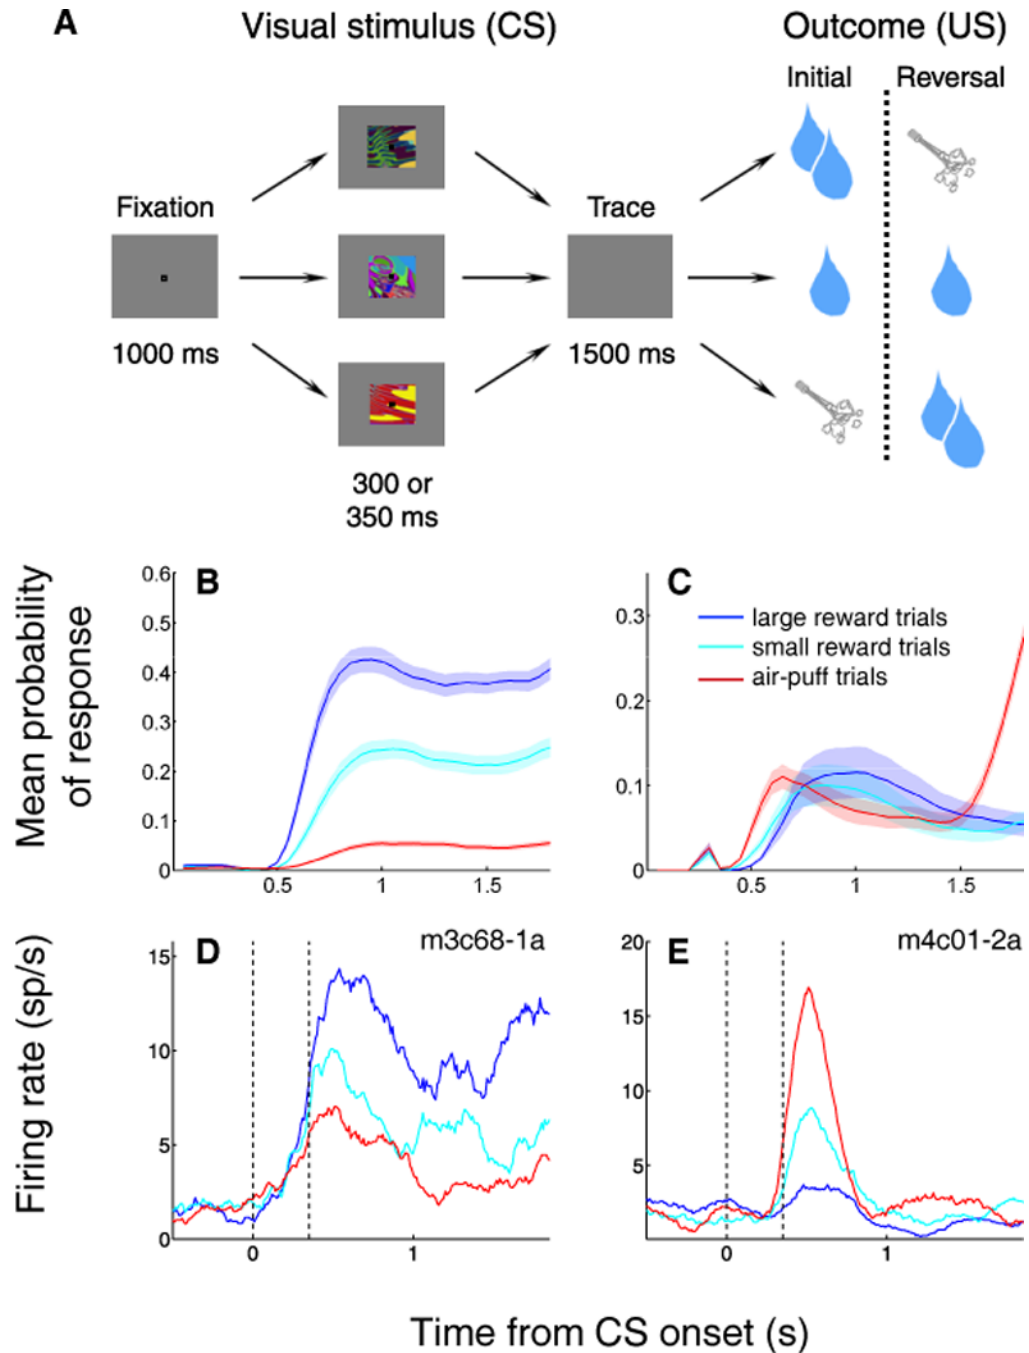 A
Visual stimulus (CS)
Outcome (US)
Initial
Reversal
Fixation
Trace
1000 ms
1500 ms
300 or
350 ms
Mean probability
of response
B
0.6
0.5
0.4
0.3
0.2
0.1
0
0.5
1
1.5
C
large reward trials
small reward trials
air-puff trials
0.3
0.2
0.1
0
0.5
1
1.5
Firing rate (sp/s)
D
m3c68-1a
15
10
5
0
0
1
E
m4c01-2a
20
15
10
5
0
1
Time from CS onset (s)